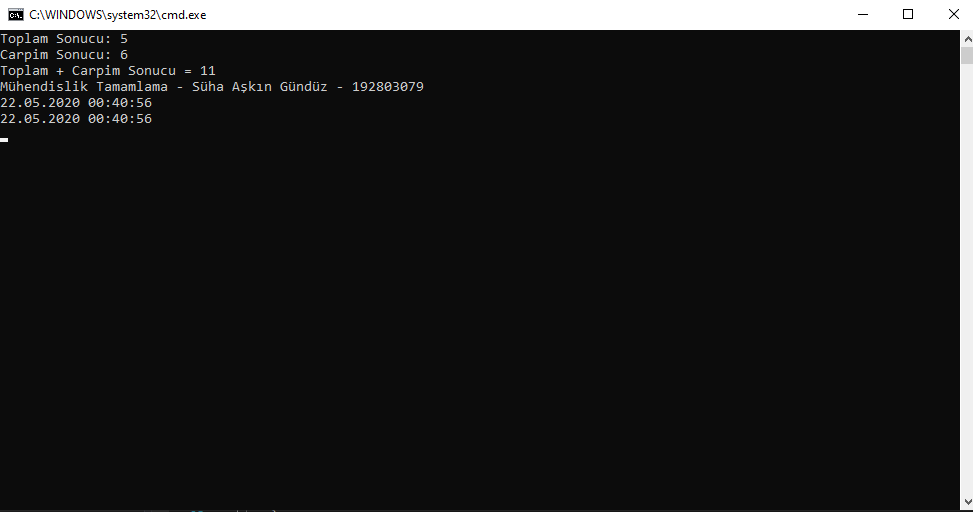 C:\WINDOWS\system32\cmd.exe
Toplam Sonucu: 5
Carpim Sonucu: 6
Toplam + Carpim Sonucu = 11
Mühendislik Tamamlama - Süha Aşkın Gündüz - 192803079
22.05.2020 00:40:56
22.05.2020 00:40:56